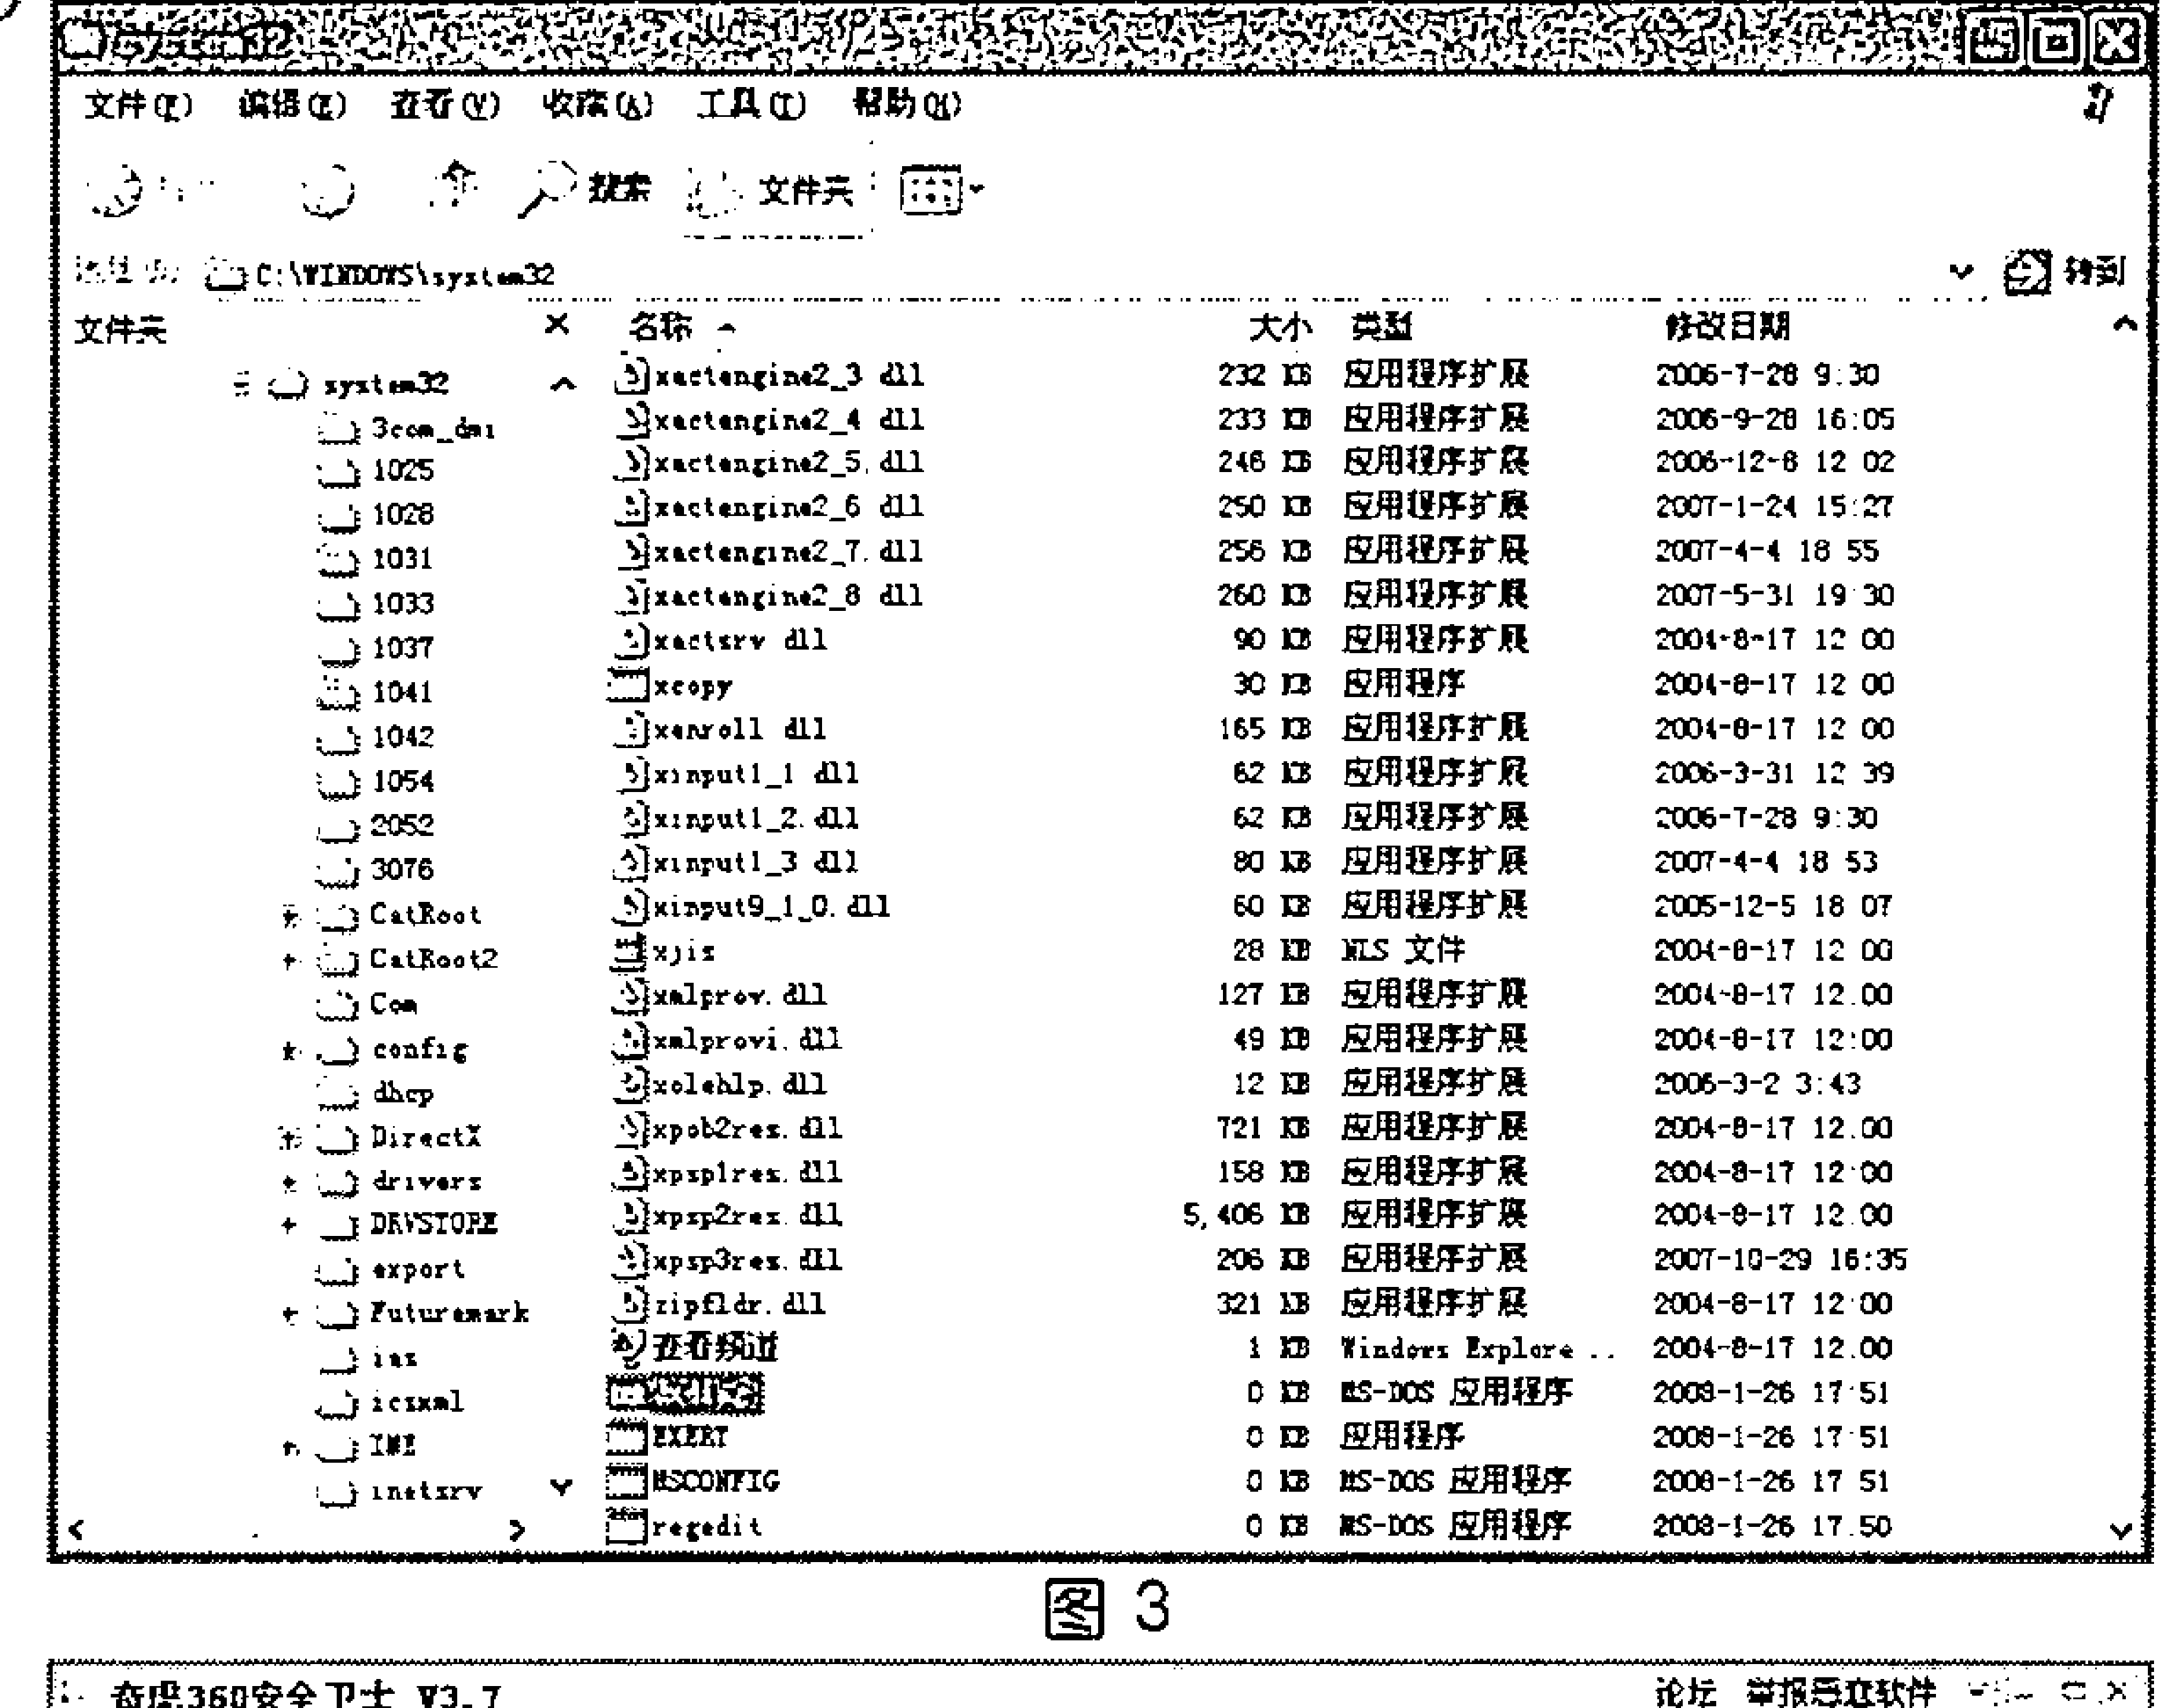 system32
文件(F) 编辑(E) 查看(V) 收藏(A) 工具(T) 帮助(H)
搜索 文件夹
C:\WINDOWS\system32 转到
文件夹 × 名称 大小 类型 修改日期
system32
3com_dmi
1025
1028
1031
1033
1037
1041
1042
1054
2052
3076
CatRoot
CatRoot2
Com
config
dhcp
DirectX
drivers
DRVSTORE
export
Futuremark
ias
icsxml
IME
inetsrv
xactengine2_3.dll 232 KB 应用程序扩展 2006-7-28 9:30
xactengine2_4.dll 233 KB 应用程序扩展 2006-9-28 16:05
xactengine2_5.dll 246 KB 应用程序扩展 2006-12-8 12:02
xactengine2_6.dll 250 KB 应用程序扩展 2007-1-24 15:27
xactengine2_7.dll 256 KB 应用程序扩展 2007-4-4 18:55
xactengine2_8.dll 260 KB 应用程序扩展 2007-5-31 19:30
xactsrv.dll 90 KB 应用程序扩展 2004-8-17 12:00
xcopy 30 KB 应用程序 2004-8-17 12:00
xenroll.dll 165 KB 应用程序扩展 2004-8-17 12:00
xinput1_1.dll 62 KB 应用程序扩展 2006-3-31 12:39
xinput1_2.dll 62 KB 应用程序扩展 2006-7-28 9:30
xinput1_3.dll 80 KB 应用程序扩展 2007-4-4 18:53
xinput9_1_0.dll 60 KB 应用程序扩展 2005-12-5 18:07
xjis 28 KB NLS 文件 2004-8-17 12:00
xmlprov.dll 127 KB 应用程序扩展 2004-8-17 12:00
xmlprovi.dll 49 KB 应用程序扩展 2004-8-17 12:00
xolehlp.dll 12 KB 应用程序扩展 2006-3-2 3:43
xpob2res.dll 721 KB 应用程序扩展 2004-8-17 12:00
xpsp1res.dll 158 KB 应用程序扩展 2004-8-17 12:00
xpsp2res.dll 5,406 KB 应用程序扩展 2004-8-17 12:00
xpsp3res.dll 206 KB 应用程序扩展 2007-10-29 16:35
zipfldr.dll 321 KB 应用程序扩展 2004-8-17 12:00
查看频道 1 KB Windows Explore... 2004-8-17 12:00
0 KB MS-DOS 应用程序 2008-1-26 17:51
EXERT 0 KB 应用程序 2008-1-26 17:51
MSCONFIG 0 KB MS-DOS 应用程序 2008-1-26 17:51
regedit 0 KB MS-DOS 应用程序 2008-1-26 17:50
图 3
奇虎360安全卫士 V3.7 论坛 举报恶意软件